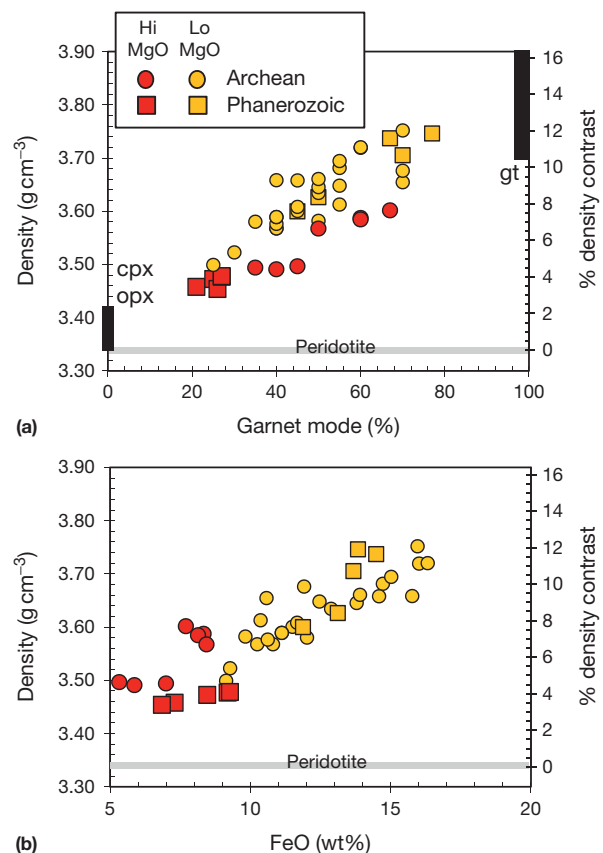 Hi Lo
MgO MgO
Archean
Phanerozoic
3.90
3.80
3.70
3.60
3.50
3.40
3.30
Density (g cm⁻³)
16
14
12
10
8
6
4
2
0
% density contrast
gt
cpx
opx
Peridotite
0 20 40 60 80 100
Garnet mode (%)
(a)
3.90
3.80
3.70
3.60
3.50
3.40
3.30
Density (g cm⁻³)
16
14
12
10
8
6
4
2
0
% density contrast
Peridotite
5 10 15 20
FeO (wt%)
(b)